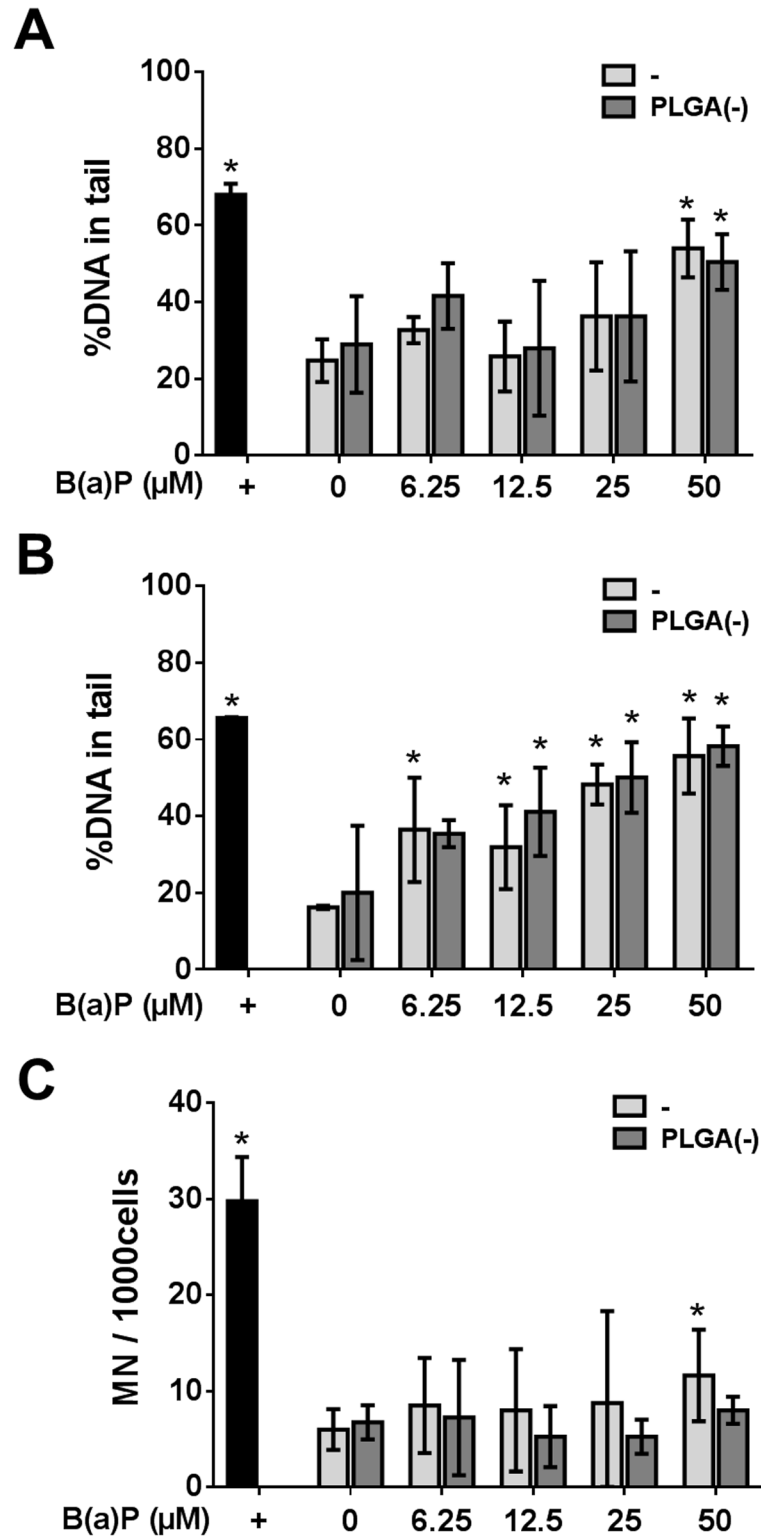 A
100
80
60
40
20
0
%DNA in tail
-
PLGA(-)
*
* *
B(a)P (µM) + 0 6.25 12.5 25 50
B
100
80
60
40
20
0
%DNA in tail
-
PLGA(-)
*
* * * * * * *
B(a)P (µM) + 0 6.25 12.5 25 50
C
40
30
20
10
0
MN / 1000cells
-
PLGA(-)
*
*
B(a)P (µM) + 0 6.25 12.5 25 50